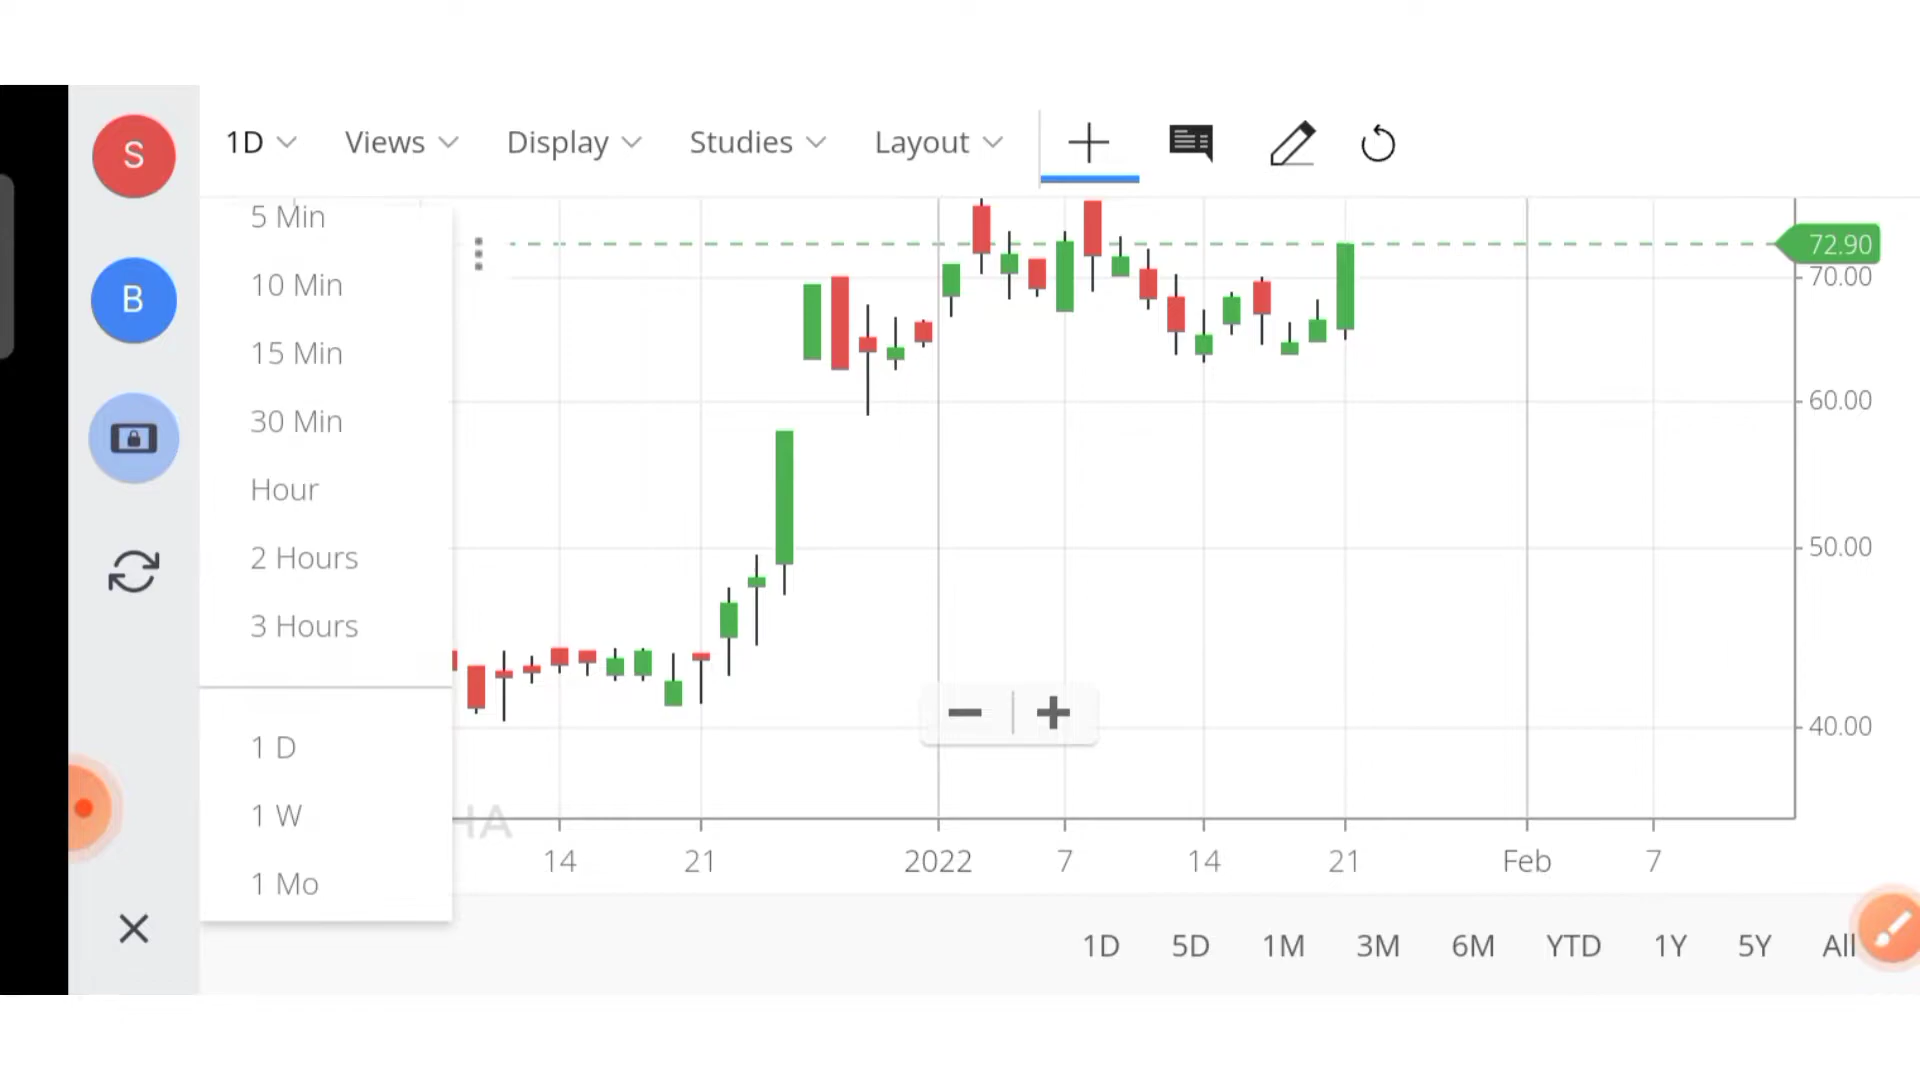 S
B
1D Views Display Studies Layout
5 Min
10 Min
15 Min
30 Min
Hour
2 Hours
3 Hours
1 D
1 W
1 Mo
72.90
70.00
60.00
50.00
40.00
HA
14 21 2022 7 14 21 Feb 7
1D 5D 1M 3M 6M YTD 1Y 5Y All